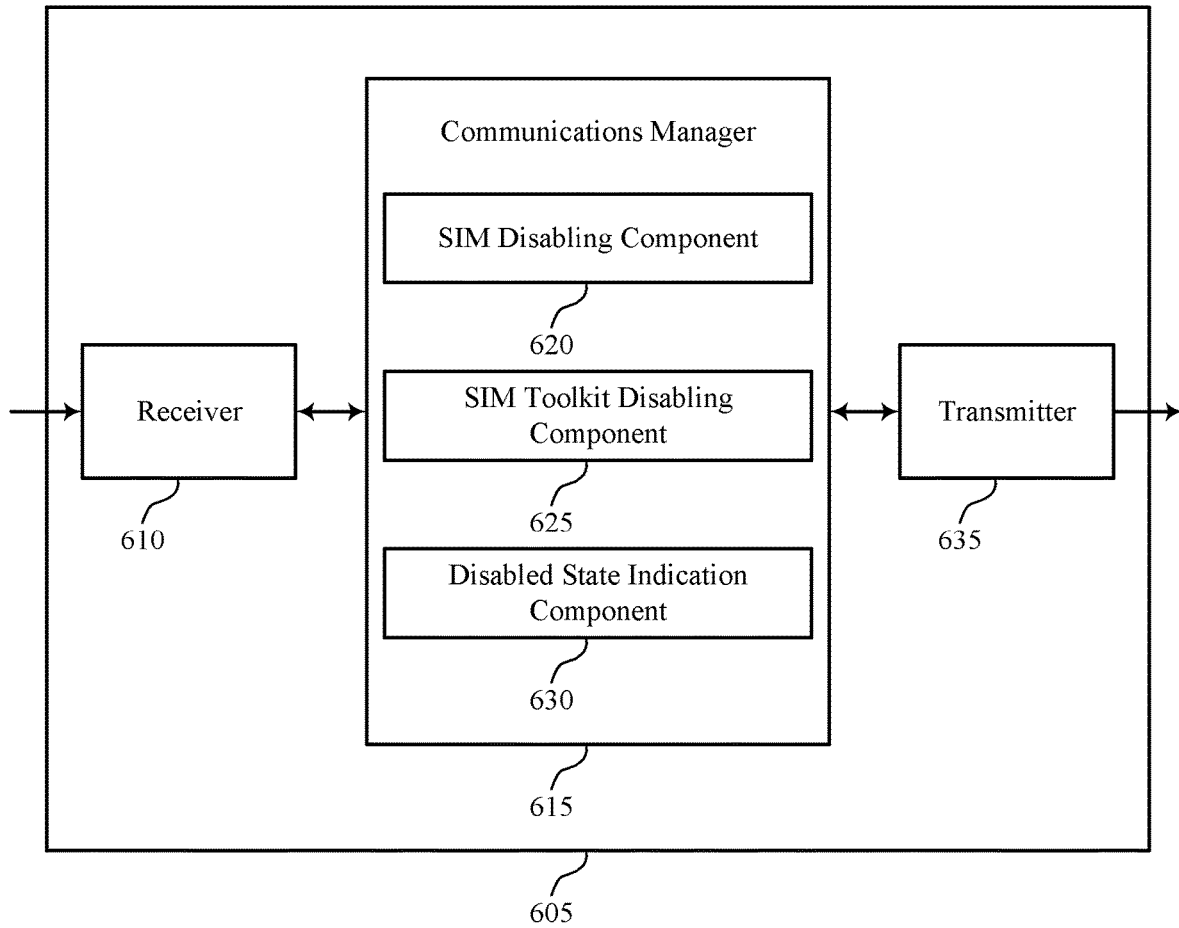 Communications Manager
SIM Disabling Component
620
Receiver
610
SIM Toolkit Disabling
Component
625
Transmitter
635
Disabled State Indication
Component
630
615
605